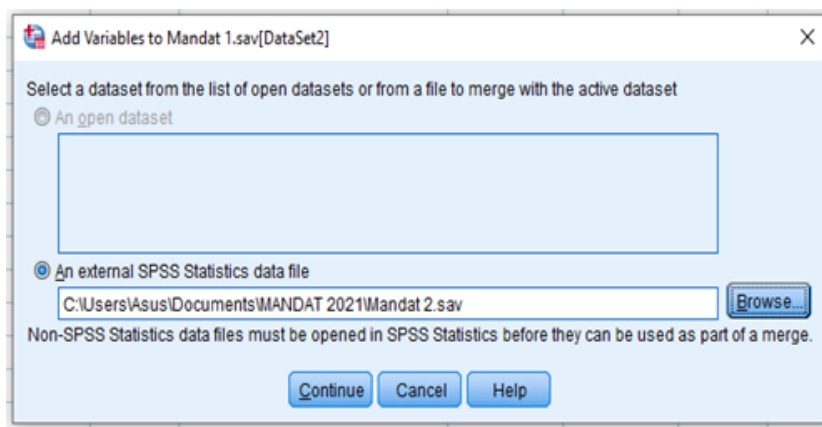 Add Variables to Mandat 1.sav[DataSet2]
Select a dataset from the list of open datasets or from a file to merge with the active dataset
An open dataset
An external SPSS Statistics data file
C:\Users\Asus\Documents\MANDAT 2021\Mandat 2.sav
Browse...
Non-SPSS Statistics data files must be opened in SPSS Statistics before they can be used as part of a merge.
Continue Cancel Help